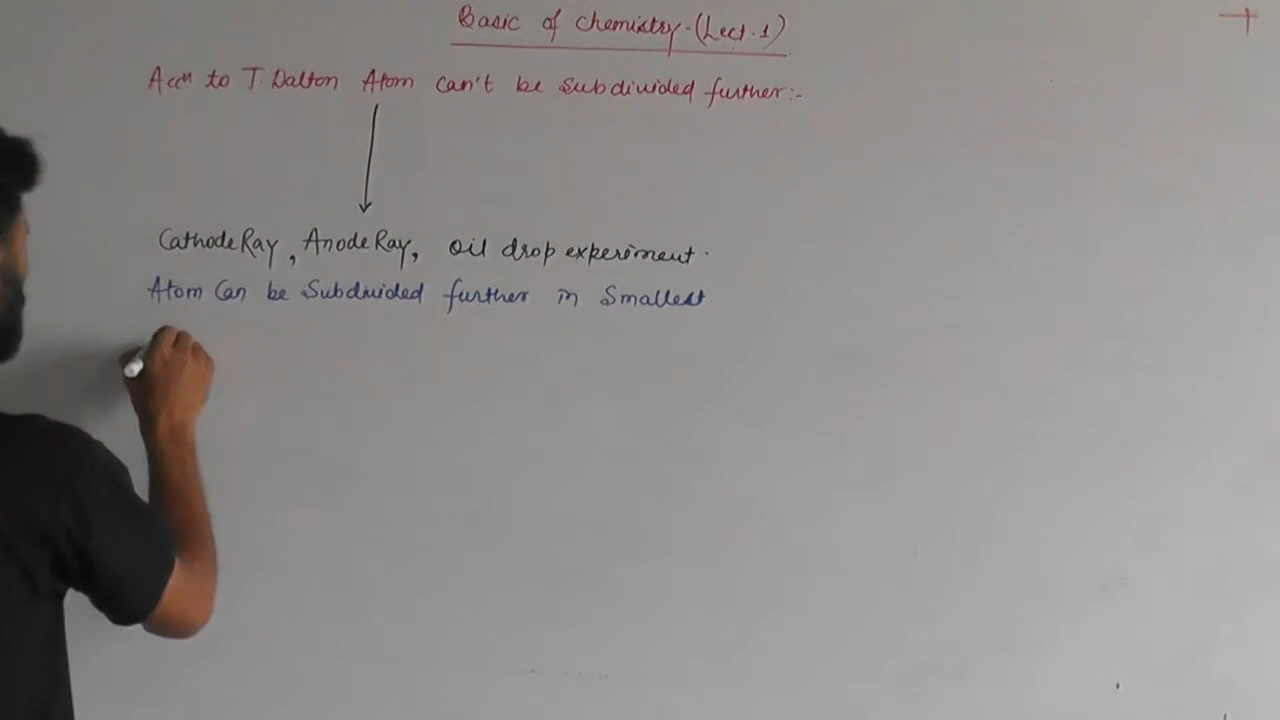 Basic of chemistry.(Lect.1)
Accn to J. Dalton Atom can't be Subdivided further:-
Cathode Ray, Anode Ray, oil drop experiment.
Atom Can be Subdivided further in Smallest